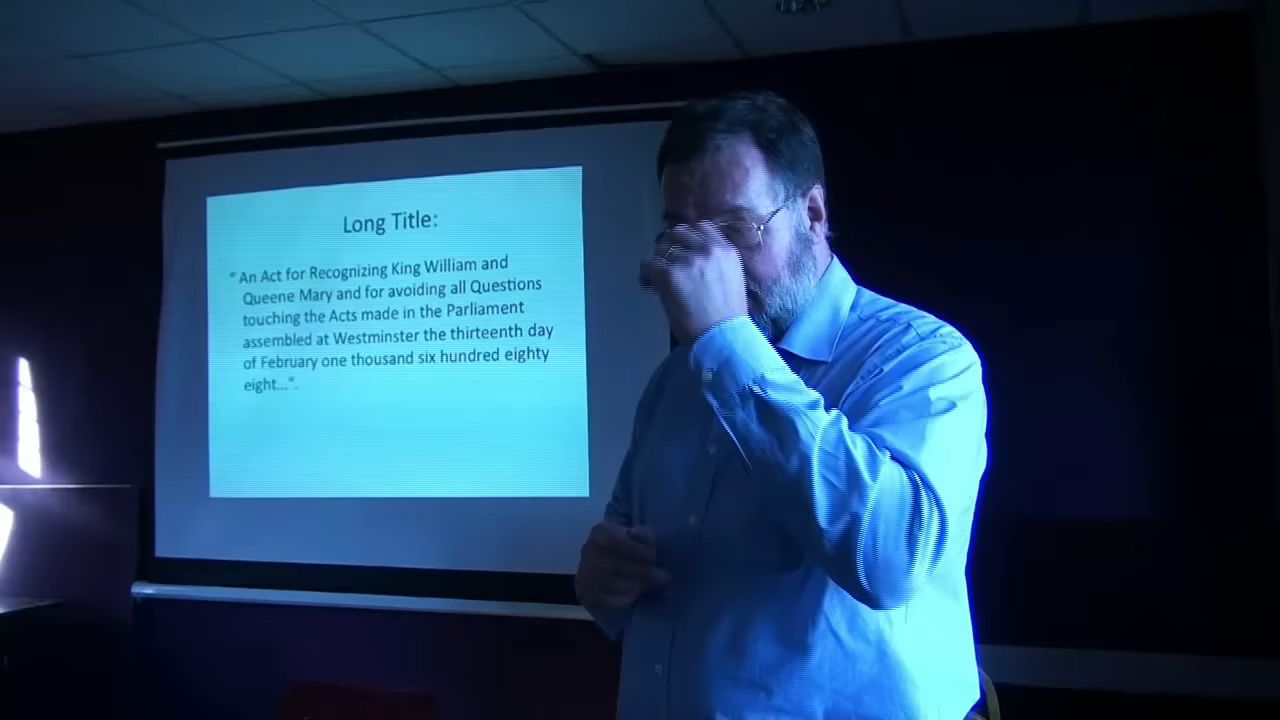 Long Title:
“ An Act for Recognizing King William and
Queene Mary and for avoiding all Questions
touching the Acts made in the Parliament
assembled at Westminster the thirteenth day
of February one thousand six hundred eighty
eight...”.